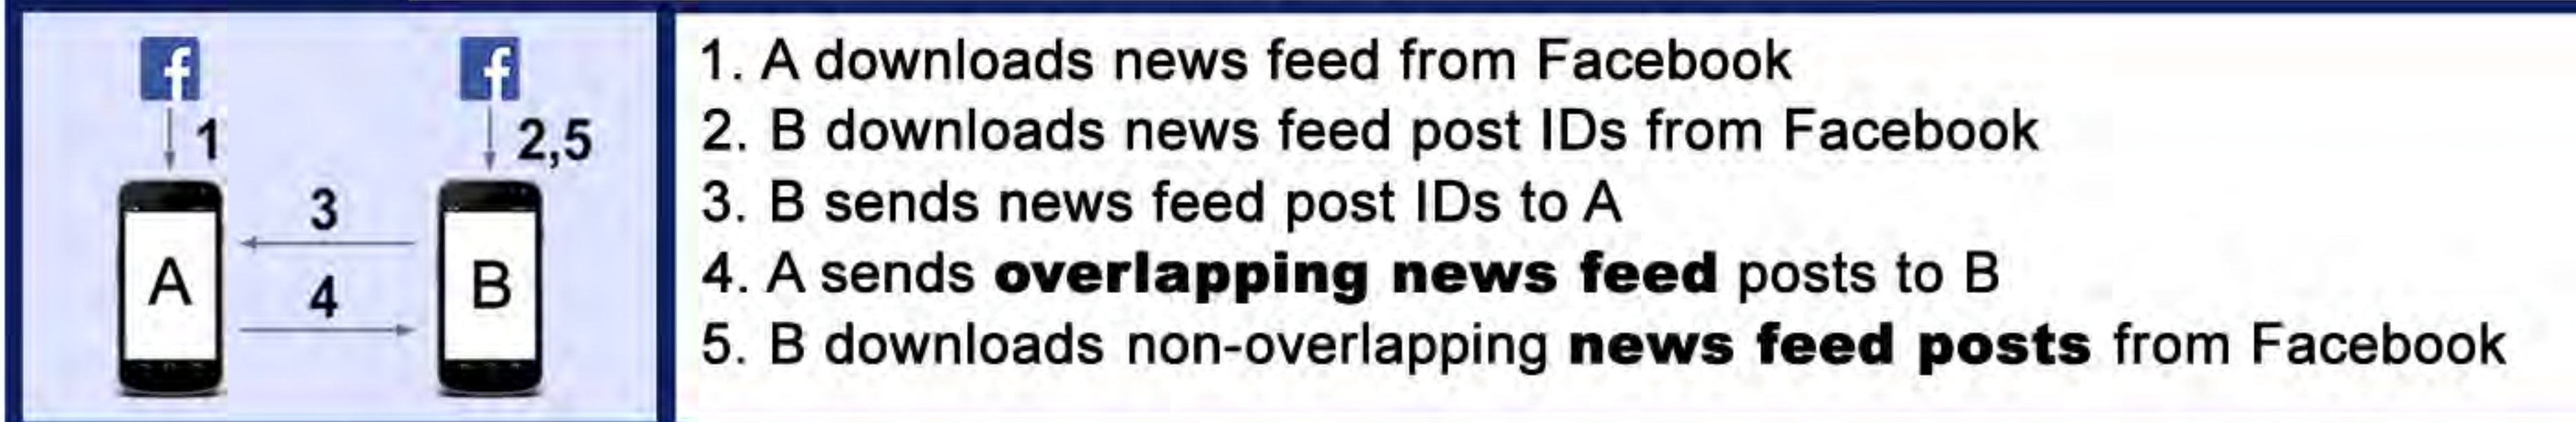 f
f
1
2,5
3
A
B
4
1. A downloads news feed from Facebook
2. B downloads news feed post IDs from Facebook
3. B sends news feed post IDs to A
4. A sends overlapping news feed posts to B
5. B downloads non-overlapping news feed posts from Facebook